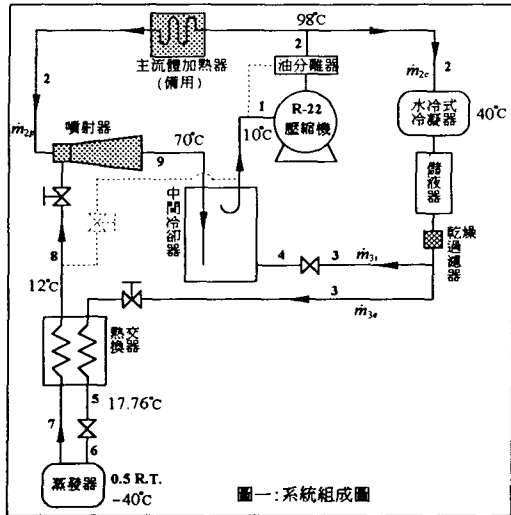 98℃
2
主流體加熱器
(備用)
油分離器
2
2
ṁ2c
2
水冷式
冷凝器
40℃
ṁ2p
噴射器
70℃
1
10℃
R-22
壓縮機
9
儲液器
中間冷卻器
乾燥過濾器
4
3
ṁ3i
8
12℃
3
ṁ3e
熱交換器
5
17.76℃
7
6
蒸發器
0.5 R.T.
-40℃
圖一:系統組成圖